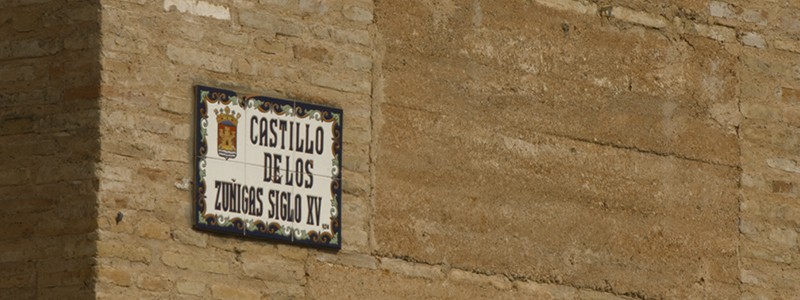 CASTILLO
DE LOS
ZUÑIGAS SIGLO XV